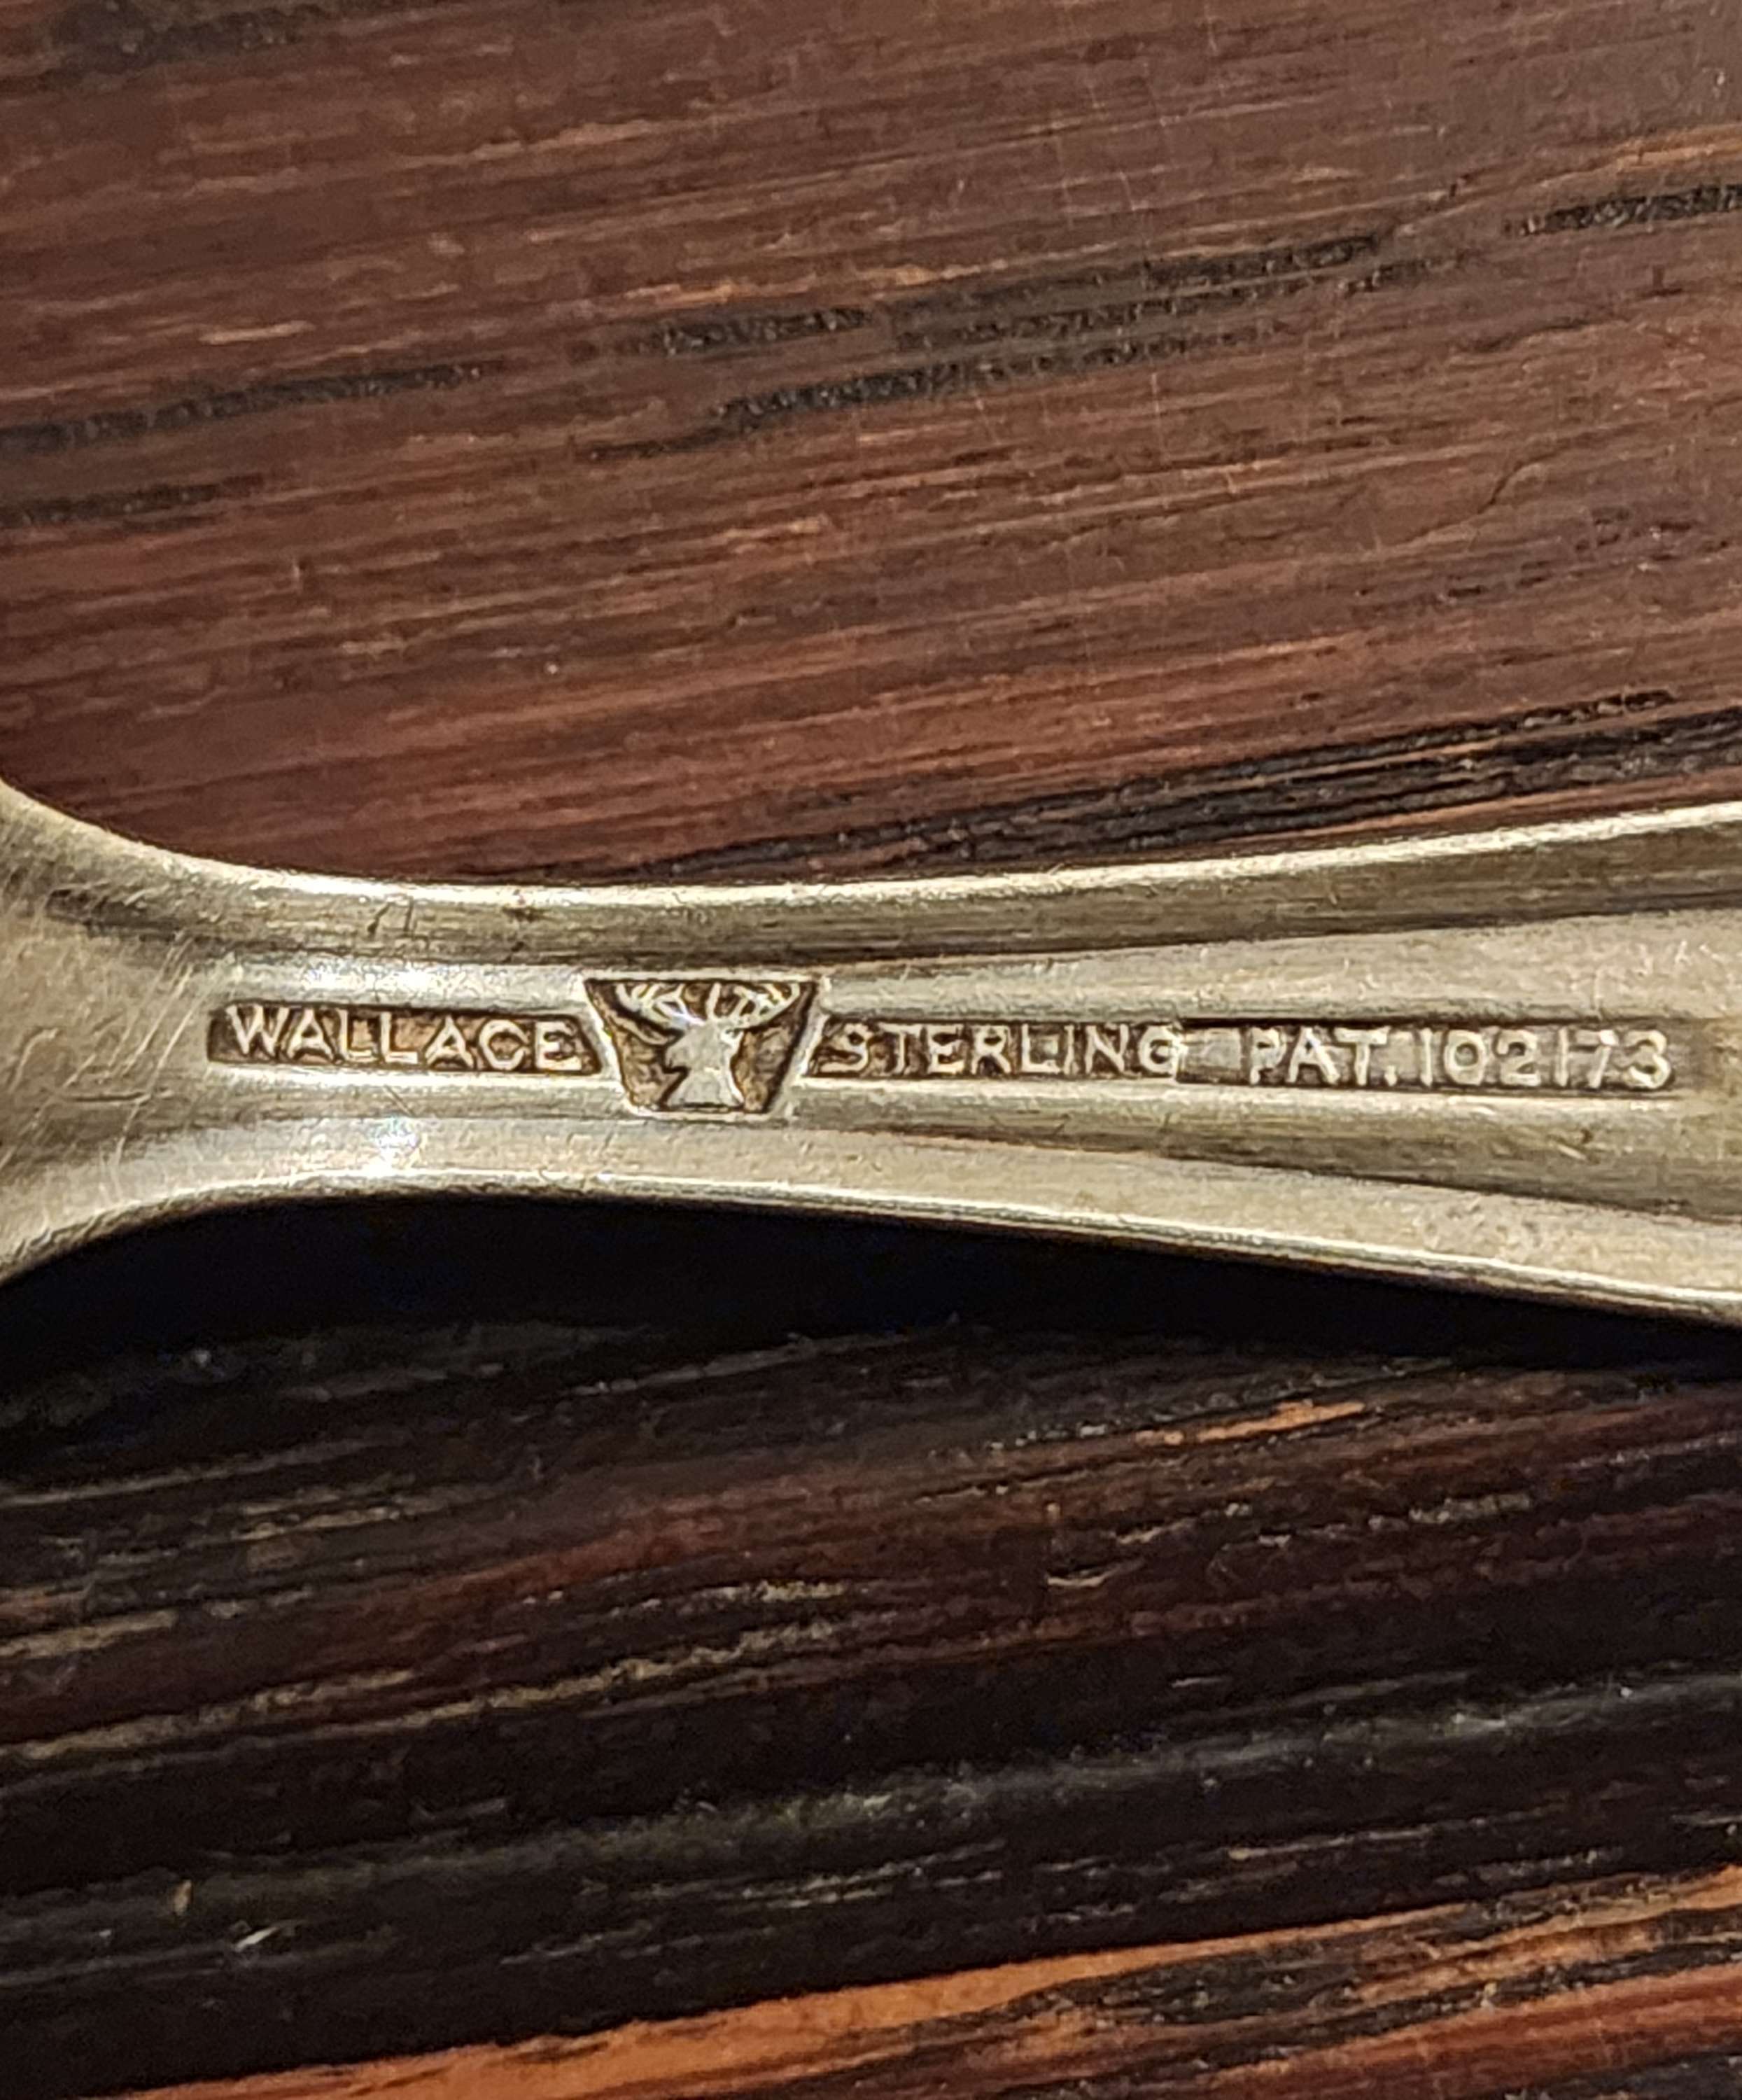 WALLACE STERLING PAT. 102173